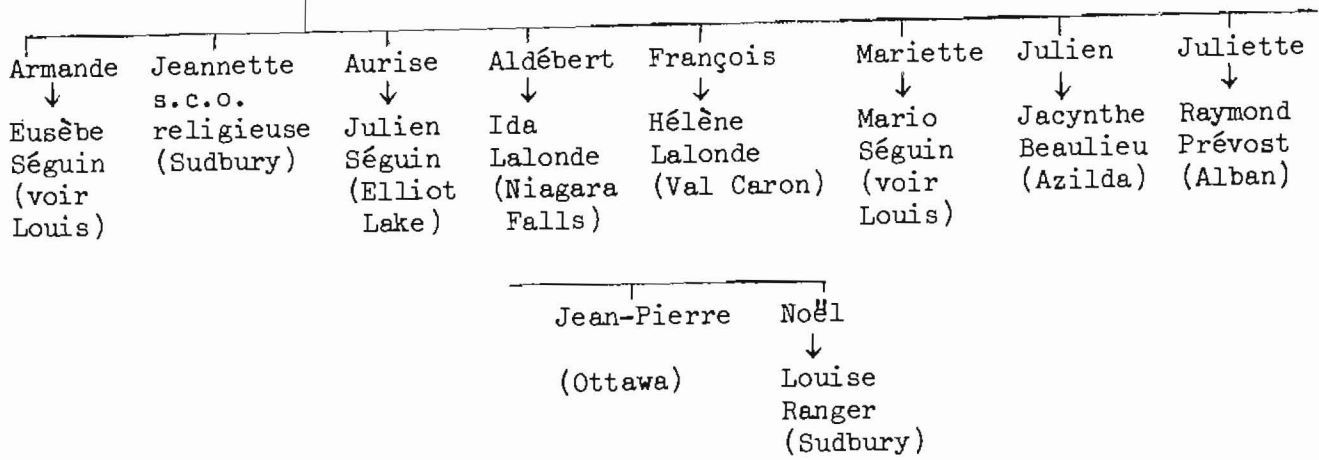 Armande Jeannette Aurise Aldébert François Mariette Julien Juliette
↓ s.c.o. ↓ ↓ ↓ ↓ ↓ ↓
Eusèbe religieuse Julien Ida Hélène Mario Jacynthe Raymond
Séguin (Sudbury) Séguin Lalonde Lalonde Séguin Beaulieu Prévost
(voir (Elliot (Niagara (Val Caron) (voir (Azilda) (Alban)
Louis) Lake) Falls) Louis)
Jean-Pierre Noël
↓
(Ottawa) Louise
Ranger
(Sudbury)